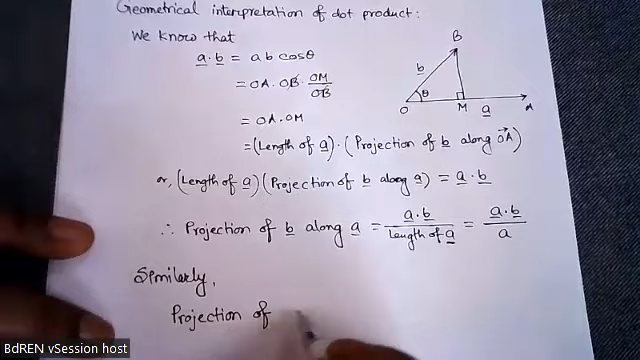 Geometrical interpretation of dot product:
We know that
a · b = ab cosθ
= OA · OB · OM/OB
= OA · OM
= (Length of a) · (Projection of b along OA)
or, (Length of a) (Projection of b along a) = a · b
∴ Projection of b along a = a · b / Length of a = a · b / a
Similarly,
Projection of
B
b
θ
O
M
a
A
BdREN vSession host